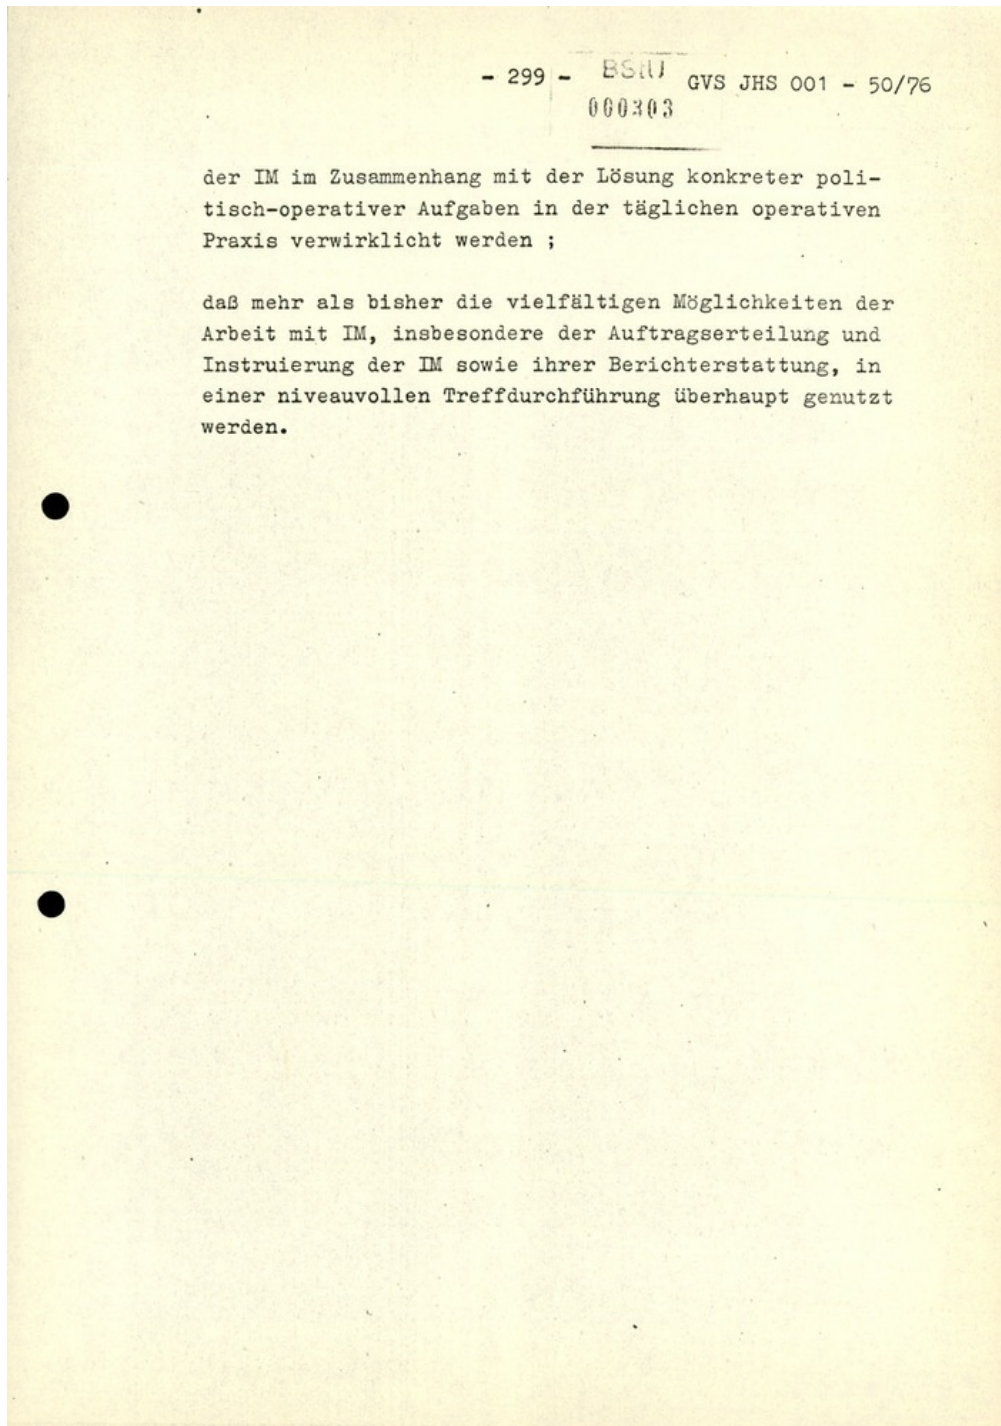 - 299 - BStU GVS JHS 001 - 50/76
000303
der IM im Zusammenhang mit der Lösung konkreter poli-
tisch-operativer Aufgaben in der täglichen operativen
Praxis verwirklicht werden ;
daß mehr als bisher die vielfältigen Möglichkeiten der
Arbeit mit IM, insbesondere der Auftragserteilung und
Instruierung der IM sowie ihrer Berichterstattung, in
einer niveauvollen Treffdurchführung überhaupt genutzt
werden.